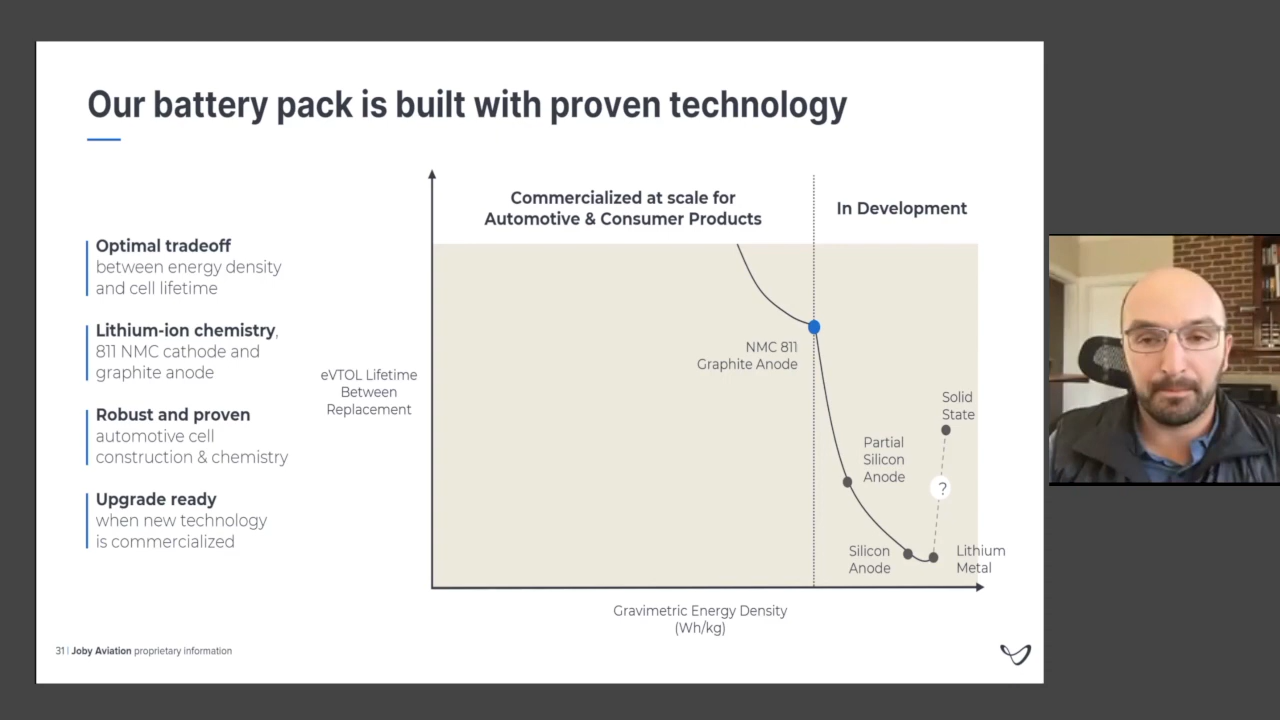 Our battery pack is built with proven technology
Optimal tradeoff
between energy density
and cell lifetime
Lithium-ion chemistry,
811 NMC cathode and
graphite anode
Robust and proven
automotive cell
construction & chemistry
Upgrade ready
when new technology
is commercialized
Commercialized at scale for
Automotive & Consumer Products
In Development
eVTOL Lifetime
Between
Replacement
NMC 811
Graphite Anode
Solid
State
Partial
Silicon
Anode
?
Silicon
Anode
Lithium
Metal
Gravimetric Energy Density
(Wh/kg)
31 | Joby Aviation proprietary information